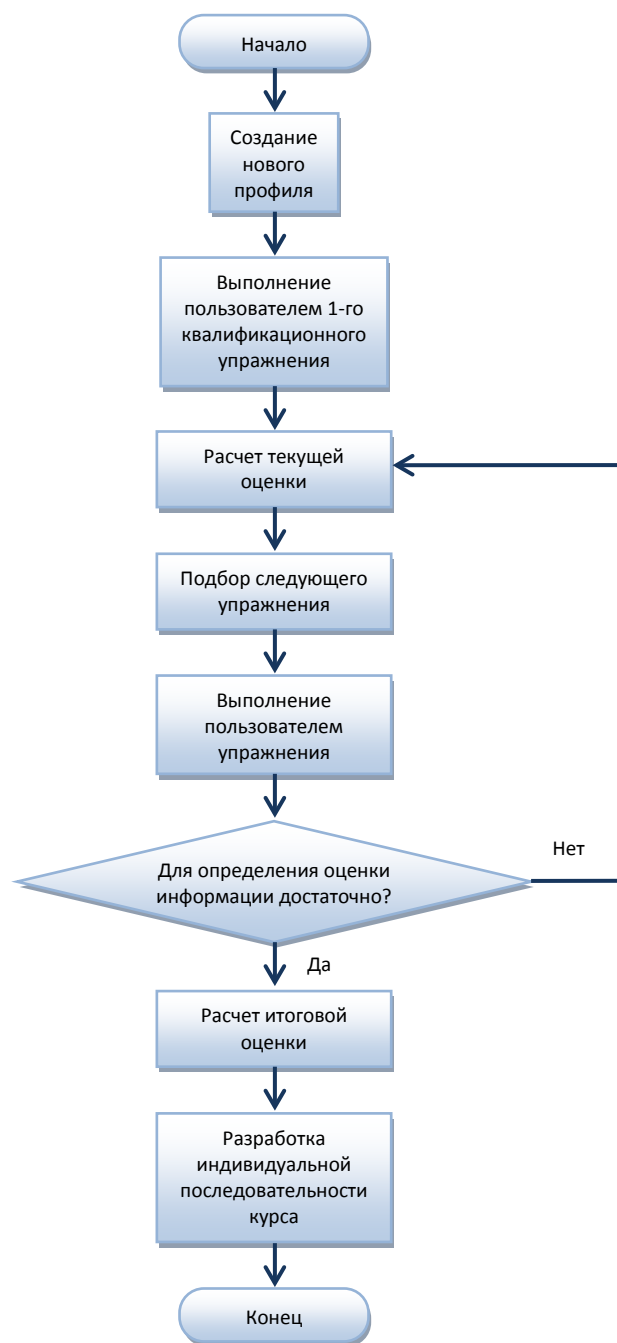 Начало
Создание
нового
профиля
Выполнение
пользователем 1-го
квалификационного
упражнения
Расчет текущей
оценки
Подбор следующего
упражнения
Выполнение
пользователем
упражнения
Для определения оценки
информации достаточно?
Нет
Да
Расчет итоговой
оценки
Разработка
индивидуальной
последовательности
курса
Конец